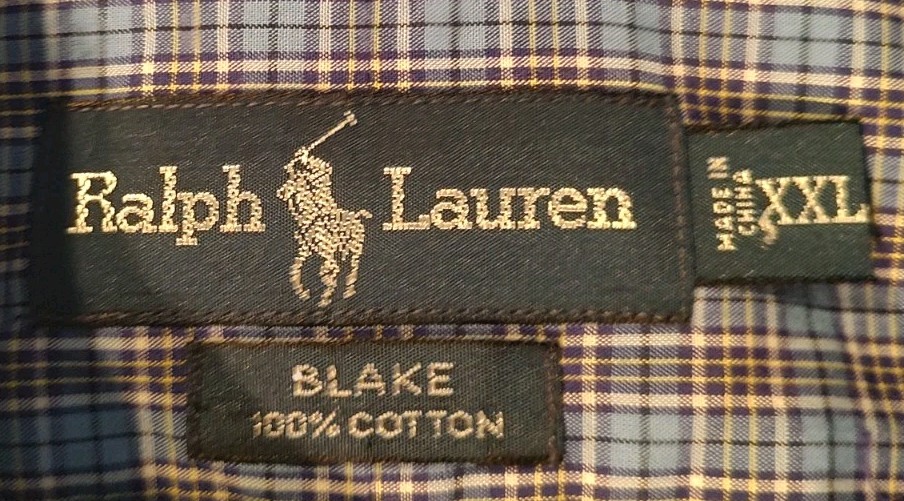 Ralph Lauren
MADE IN
CHINA
XXL
BLAKE
100% COTTON